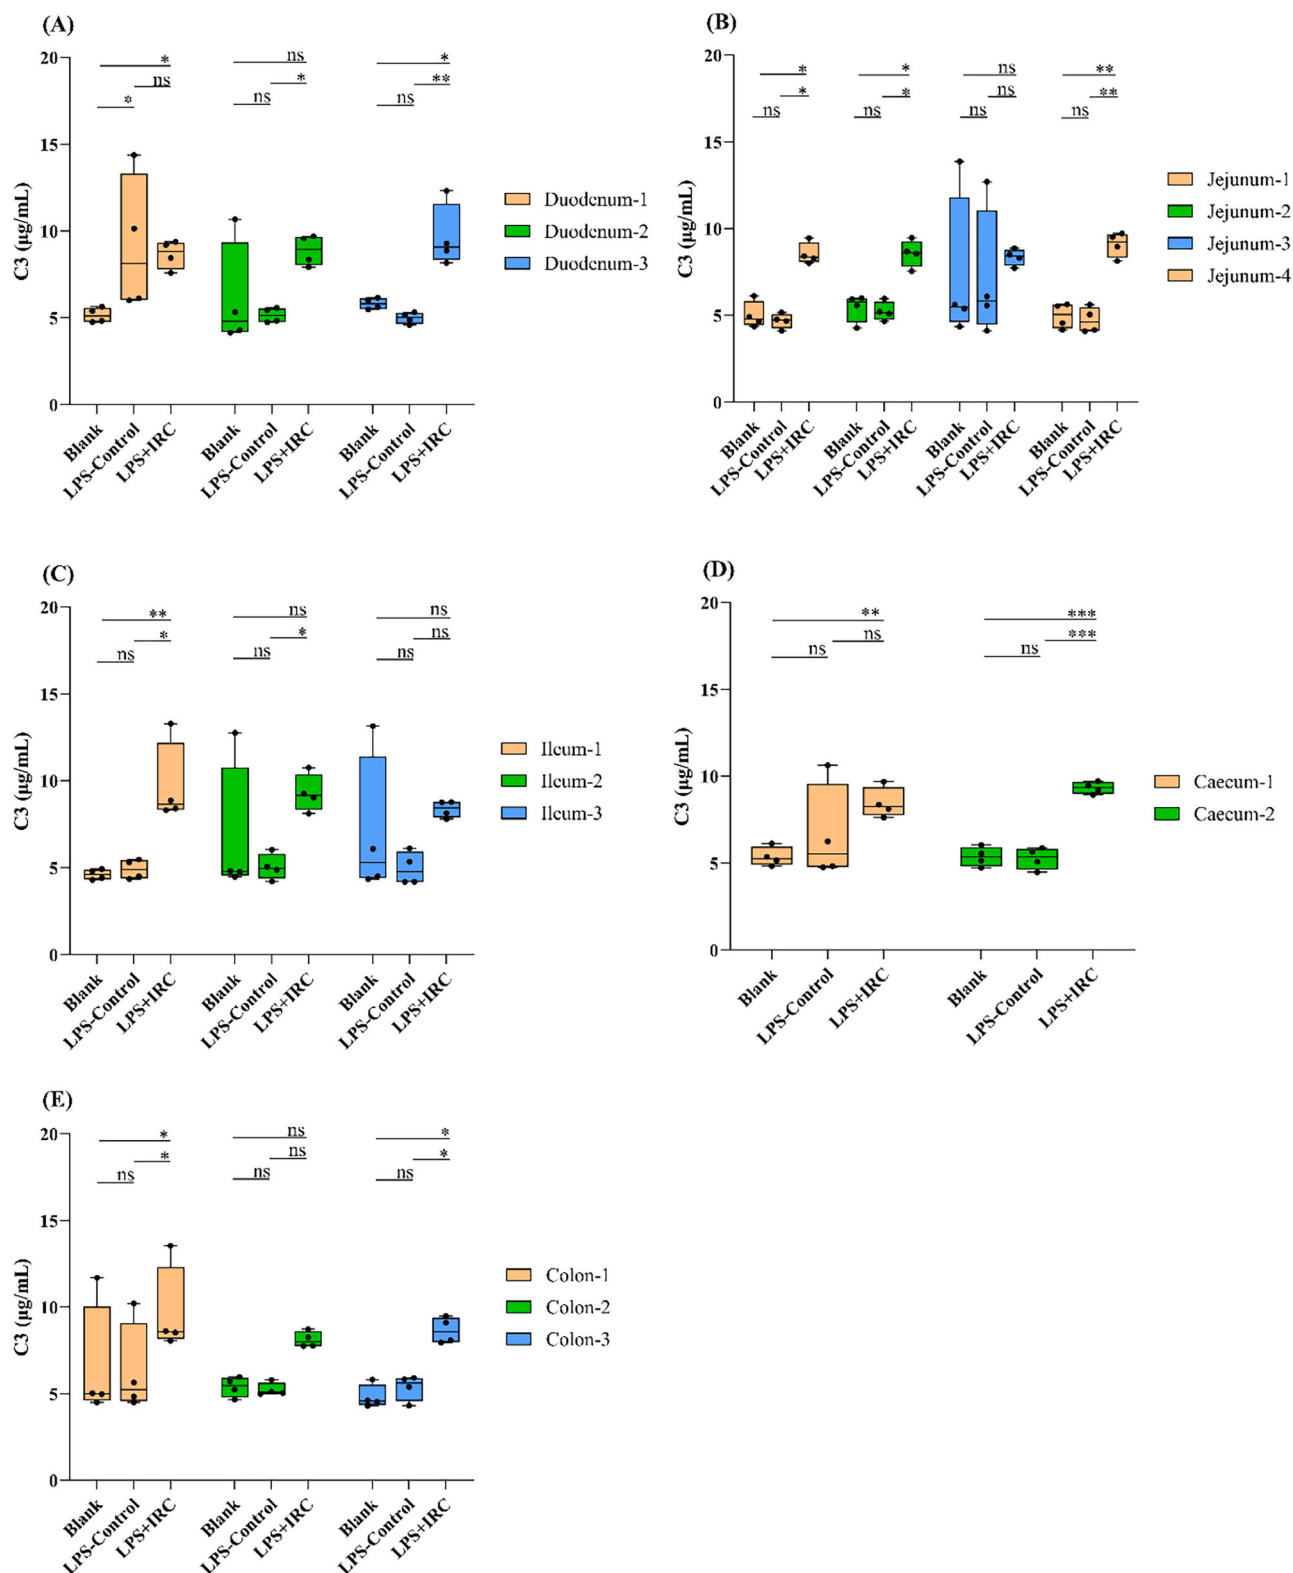 (A)
20
15
10
5
0
C3 (μg/mL)
*
ns
*
ns
*
ns
*
**
ns
Blank
LPS-Control
LPS+IRC
Blank
LPS-Control
LPS+IRC
Blank
LPS-Control
LPS+IRC
Duodenum-1
Duodenum-2
Duodenum-3
(B)
20
15
10
5
0
C3 (μg/mL)
*
*
ns
*
*
ns
ns
ns
ns
**
**
ns
Blank
LPS-Control
LPS+IRC
Blank
LPS-Control
LPS+IRC
Blank
LPS-Control
LPS+IRC
Blank
LPS-Control
LPS+IRC
Jejunum-1
Jejunum-2
Jejunum-3
Jejunum-4
(C)
20
15
10
5
0
C3 (μg/mL)
**
*
ns
ns
*
ns
ns
ns
ns
Blank
LPS-Control
LPS+IRC
Blank
LPS-Control
LPS+IRC
Blank
LPS-Control
LPS+IRC
Ileum-1
Ileum-2
Ileum-3
(D)
20
15
10
5
0
C3 (μg/mL)
**
ns
ns
***
***
ns
Blank
LPS-Control
LPS+IRC
Blank
LPS-Control
LPS+IRC
Caecum-1
Caecum-2
(E)
20
15
10
5
0
C3 (μg/mL)
*
*
ns
ns
ns
ns
*
*
ns
Blank
LPS-Control
LPS+IRC
Blank
LPS-Control
LPS+IRC
Blank
LPS-Control
LPS+IRC
Colon-1
Colon-2
Colon-3